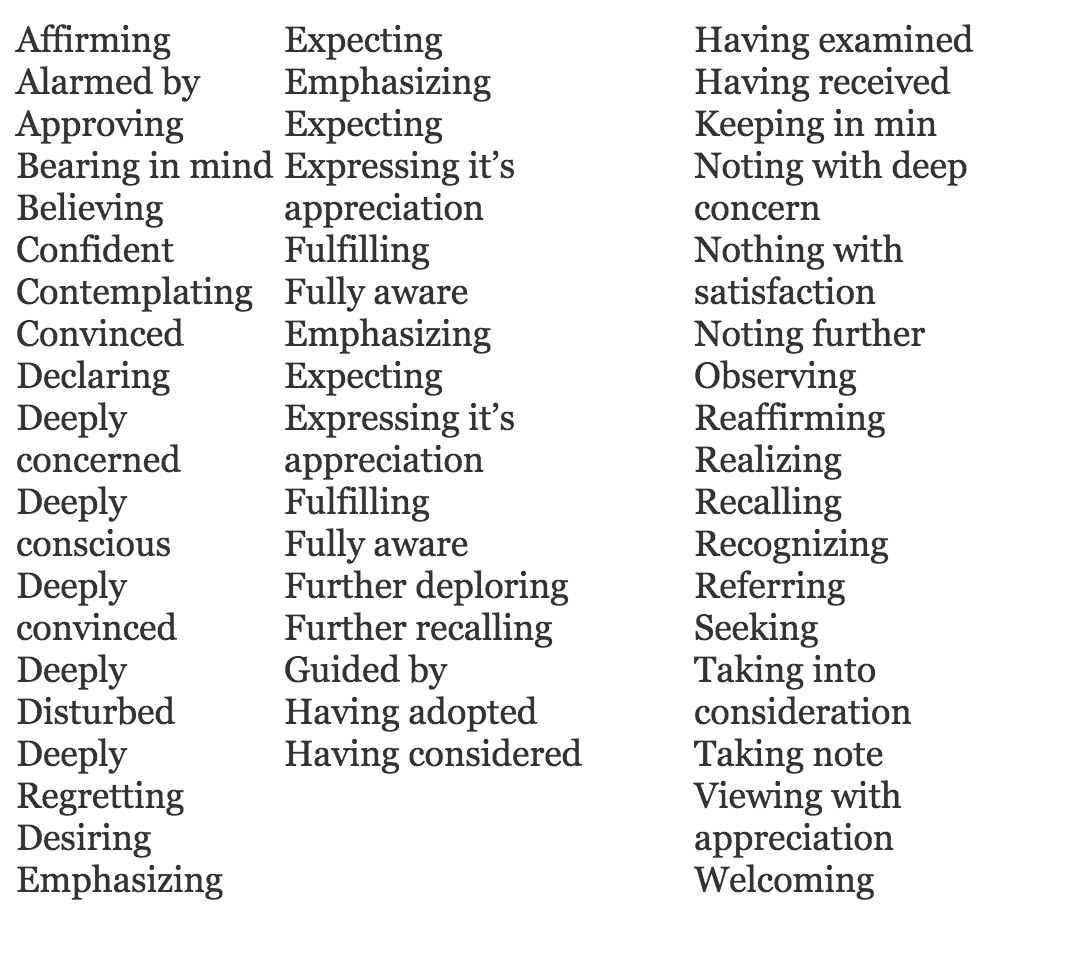 Affirming
Alarmed by
Approving
Bearing in mind
Believing
Confident
Contemplating
Convinced
Declaring
Deeply
concerned
Deeply
conscious
Deeply
convinced
Deeply
Disturbed
Deeply
Regretting
Desiring
Emphasizing
Expecting
Emphasizing
Expecting
Expressing it’s
appreciation
Fulfilling
Fully aware
Emphasizing
Expecting
Expressing it’s
appreciation
Fulfilling
Fully aware
Further deploring
Further recalling
Guided by
Having adopted
Having considered
Having examined
Having received
Keeping in min
Noting with deep
concern
Nothing with
satisfaction
Noting further
Observing
Reaffirming
Realizing
Recalling
Recognizing
Referring
Seeking
Taking into
consideration
Taking note
Viewing with
appreciation
Welcoming